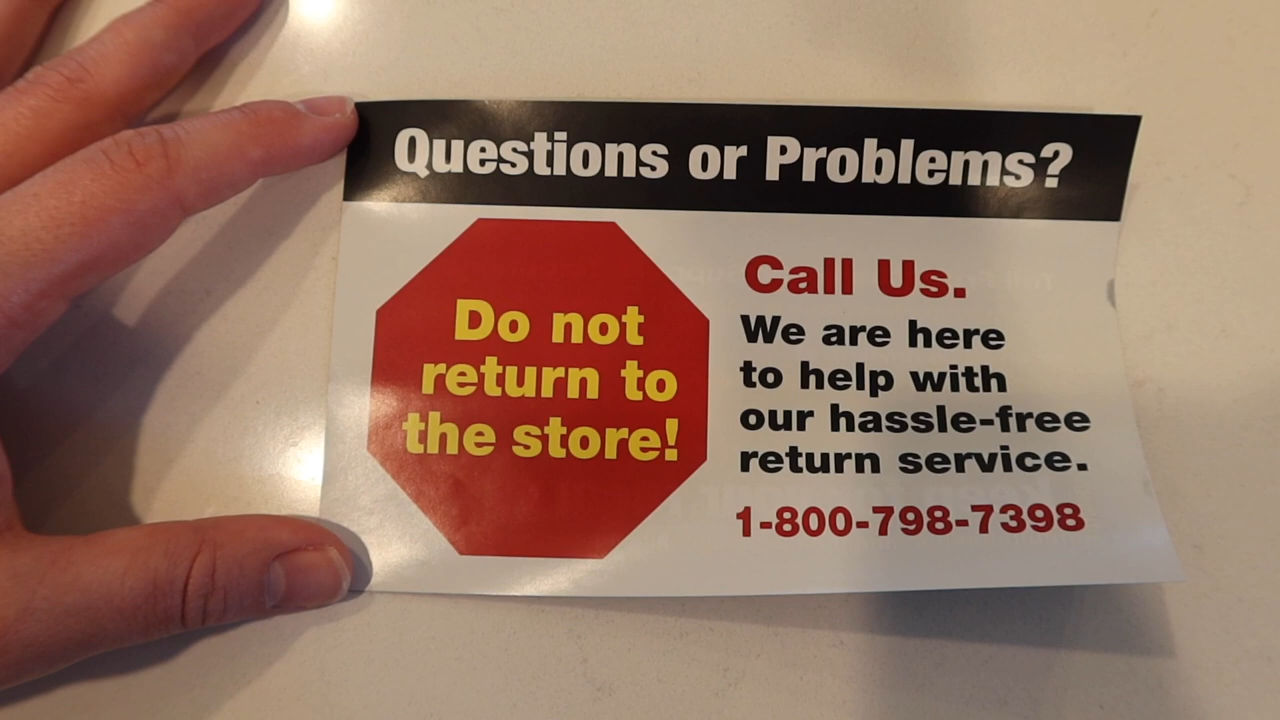 Questions or Problems?
Do not
return to
the store!
Call Us.
We are here
to help with
our hassle-free
return service.
1-800-798-7398